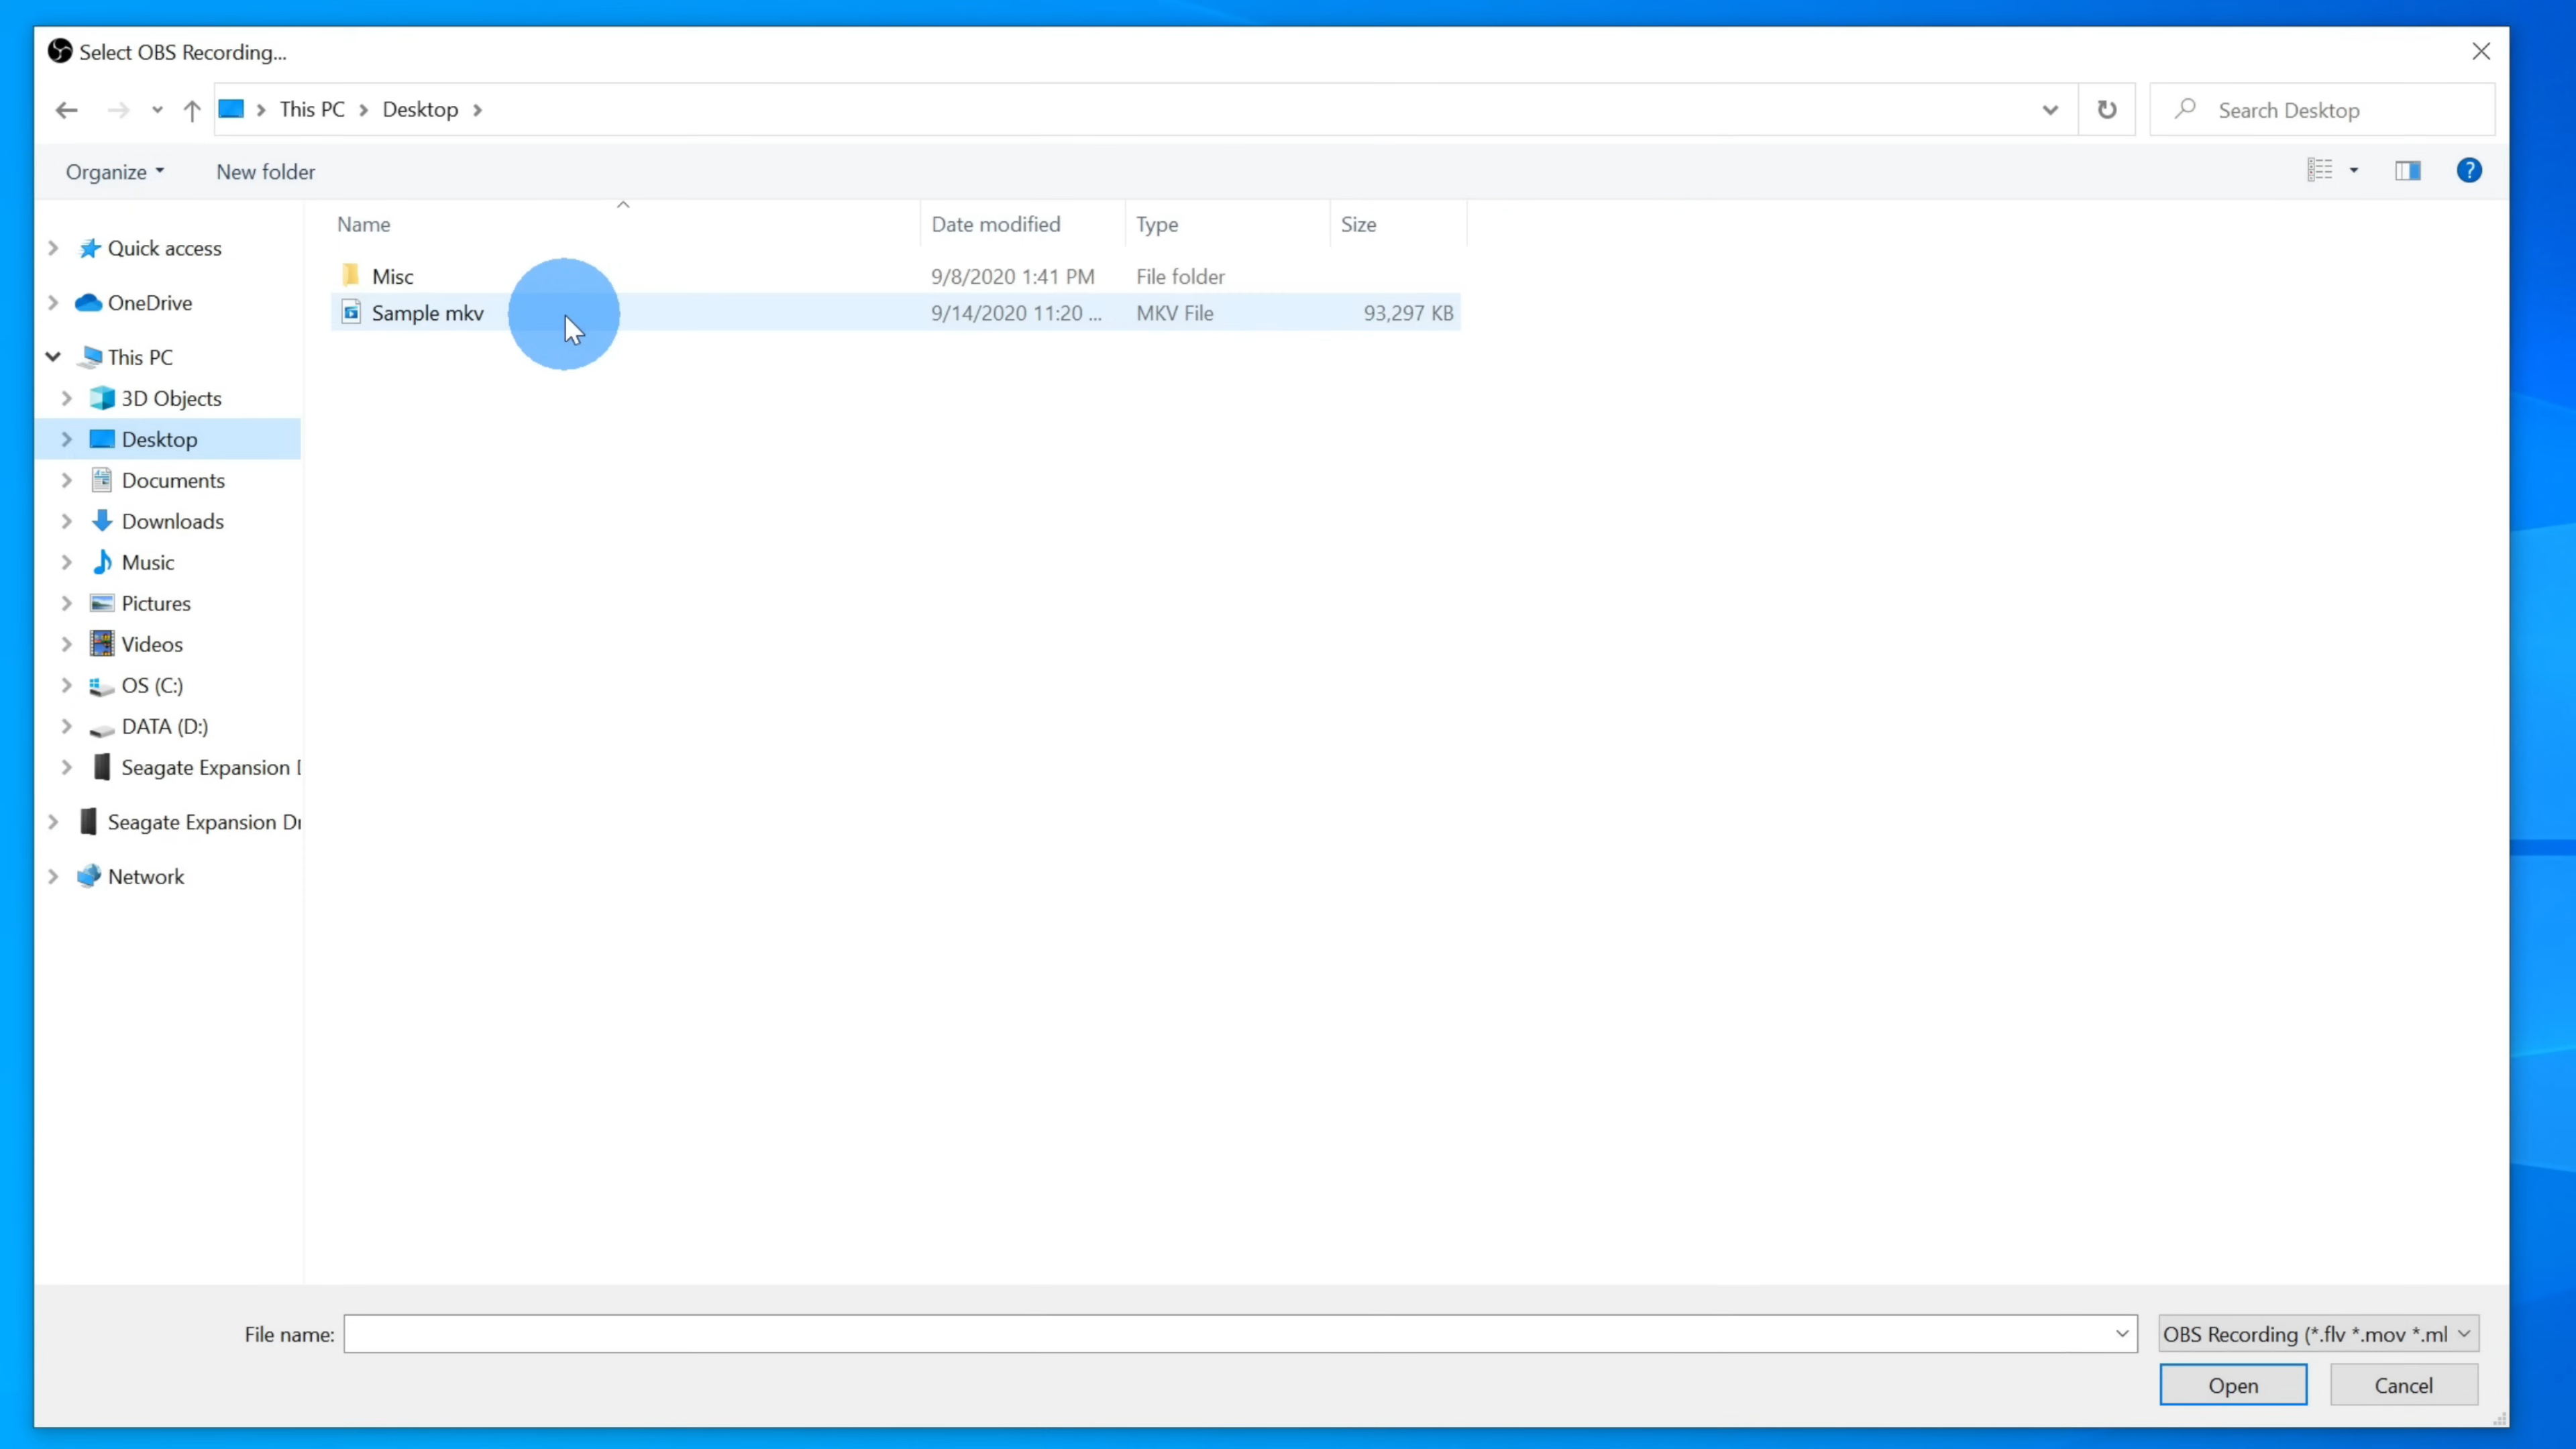 Select OBS Recording...
This PC
Desktop
Search Desktop
Organize
New folder
Name
Date modified
Type
Size
Misc
9/8/2020 1:41 PM
File folder
Sample mkv
9/14/2020 11:20 ...
MKV File
93,297 KB
Quick access
OneDrive
This PC
3D Objects
Desktop
Documents
Downloads
Music
Pictures
Videos
OS (C:)
DATA (D:)
Seagate Expansion
Seagate Expansion Dr
Network
File name:
OBS Recording (*.flv *.mov *.ml
Open
Cancel